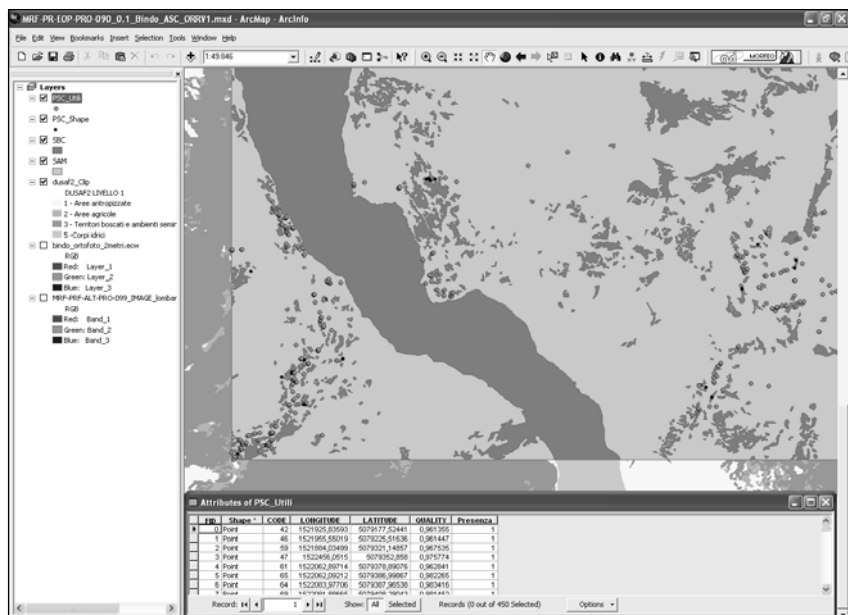 MRF-PR-EOP-PRO-090_0.1_Bindo_ASC_ORRV1.mxd - ArcMap - ArcInfo
File Edit View Bookmarks Insert Selection Tools Window Help
1:49.846
MORFEO
Layers
PSC_Utili
PSC_Shape
SBC
SAM
dusaf2_Clip
DUSAF2 LIVELLO 1
1 - Aree antropizzate
2 - Aree agricole
3 - Territori boscati e ambienti semir
5 - Corpi idrici
bindo_ortofoto_2metri.ecw
RGB
Red: Layer_1
Green: Layer_2
Blue: Layer_3
MRF-PRF-ALT-PRO-099_IMAGE_lombar
RGB
Red: Band_1
Green: Band_2
Blue: Band_3
Attributes of PSC_Utili
FID Shape * CODE LONGITUDE LATITUDE QUALITY Presenza
0 Point 42 1521925,83593 5079177,52441 0,961355 1
1 Point 46 1521955,55019 5079225,51636 0,961447 1
2 Point 59 1521884,03499 5079321,14857 0,967535 1
3 Point 47 1522456,0515 5079352,858 0,975774 1
4 Point 61 1522062,89714 5079378,89076 0,962841 1
5 Point 65 1522062,09212 5079386,99867 0,982265 1
6 Point 64 1522083,97706 5079387,98538 0,983416 1
Record: 1 Show: All Selected Records (0 out of 450 Selected) Options